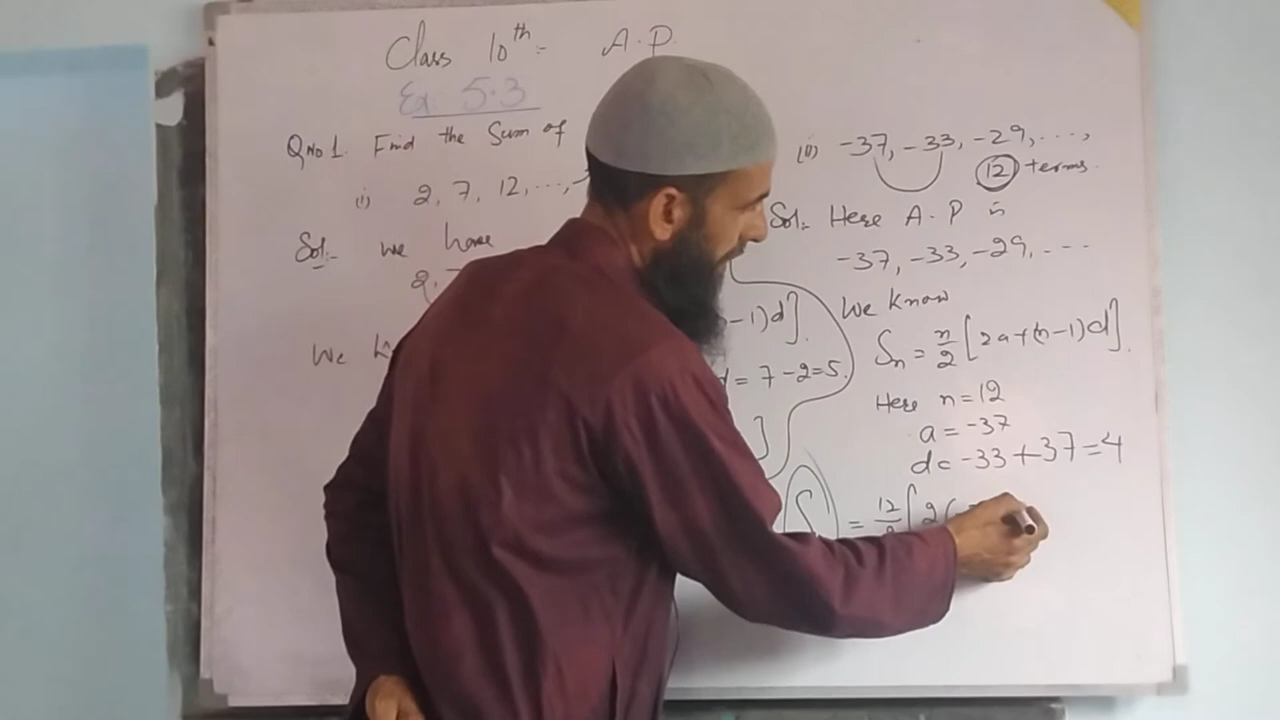 Class 10th:- A.P.
Ex: 5.3
Q No 1. Find the Sum of
(i) 2, 7, 12, ...,
Sol:- We have
2,
We
-1)d].
d = 7-2=5.
]
(ii) -37, -33, -29, ...,
12 terms.
Sol:- Here A.P is
-37, -33, -29, ---
We know
Sn = n/2 [2a+(n-1)d].
Here n=12
a = -37
d= -33+37=4
S = 12/2 [2(-